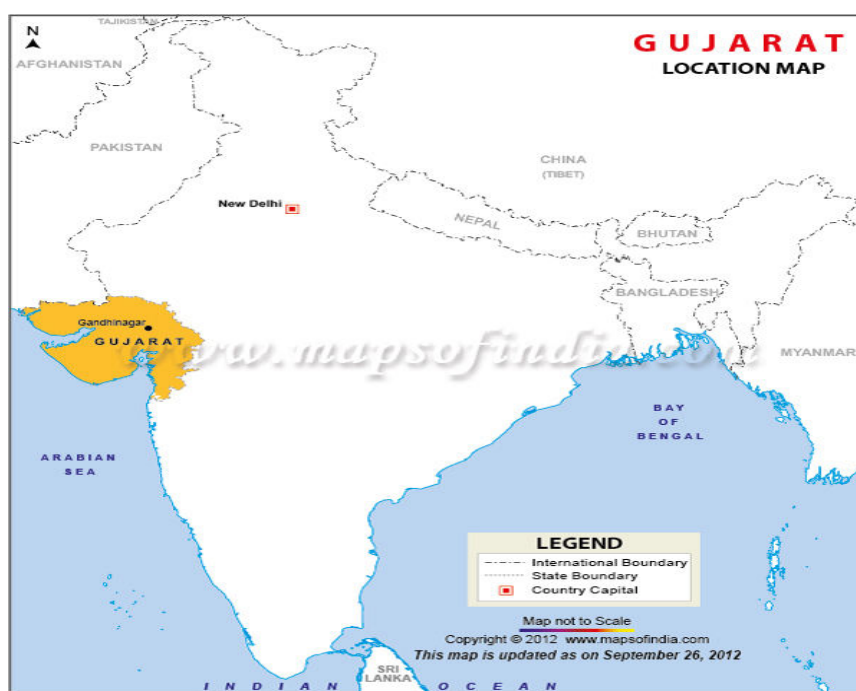 TAJIKISTAN
N
GUJARAT
LOCATION MAP
AFGHANISTAN
PAKISTAN
CHINA
(TIBET)
New Delhi
NEPAL
BHUTAN
BANGLADESH
Gandhinagar
GUJARAT
www.mapsofindia.com
MYANMAR
BAY
OF
BENGAL
ARABIAN
SEA
LEGEND
International Boundary
State Boundary
Country Capital
Map not to Scale
Copyright © 2012 www.mapsofindia.com
This map is updated as on September 26, 2012
SRI
LANKA
INDIAN OCEAN